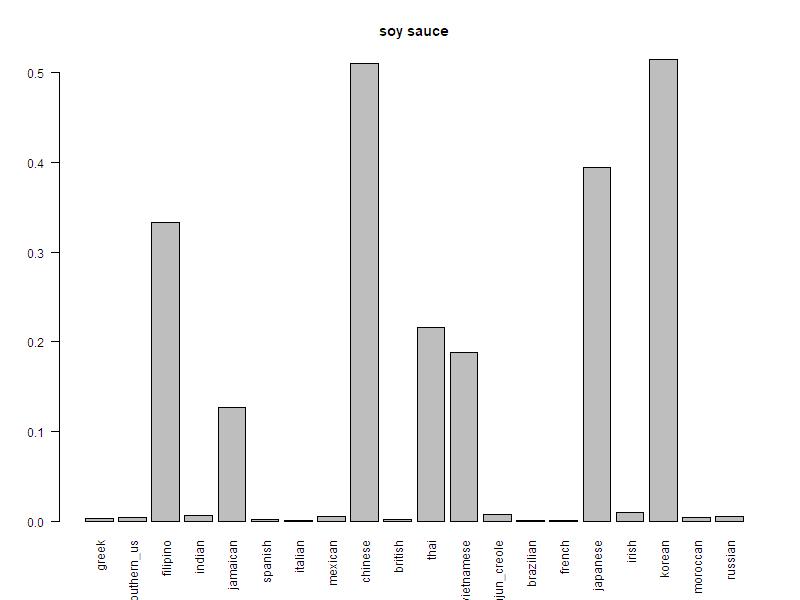 soy sauce
0.5
0.4
0.3
0.2
0.1
0.0
greek
outhern_us
filipino
indian
jamaican
spanish
italian
mexican
chinese
british
thai
vietnamese
jun_creole
brazilian
french
japanese
irish
korean
moroccan
russian